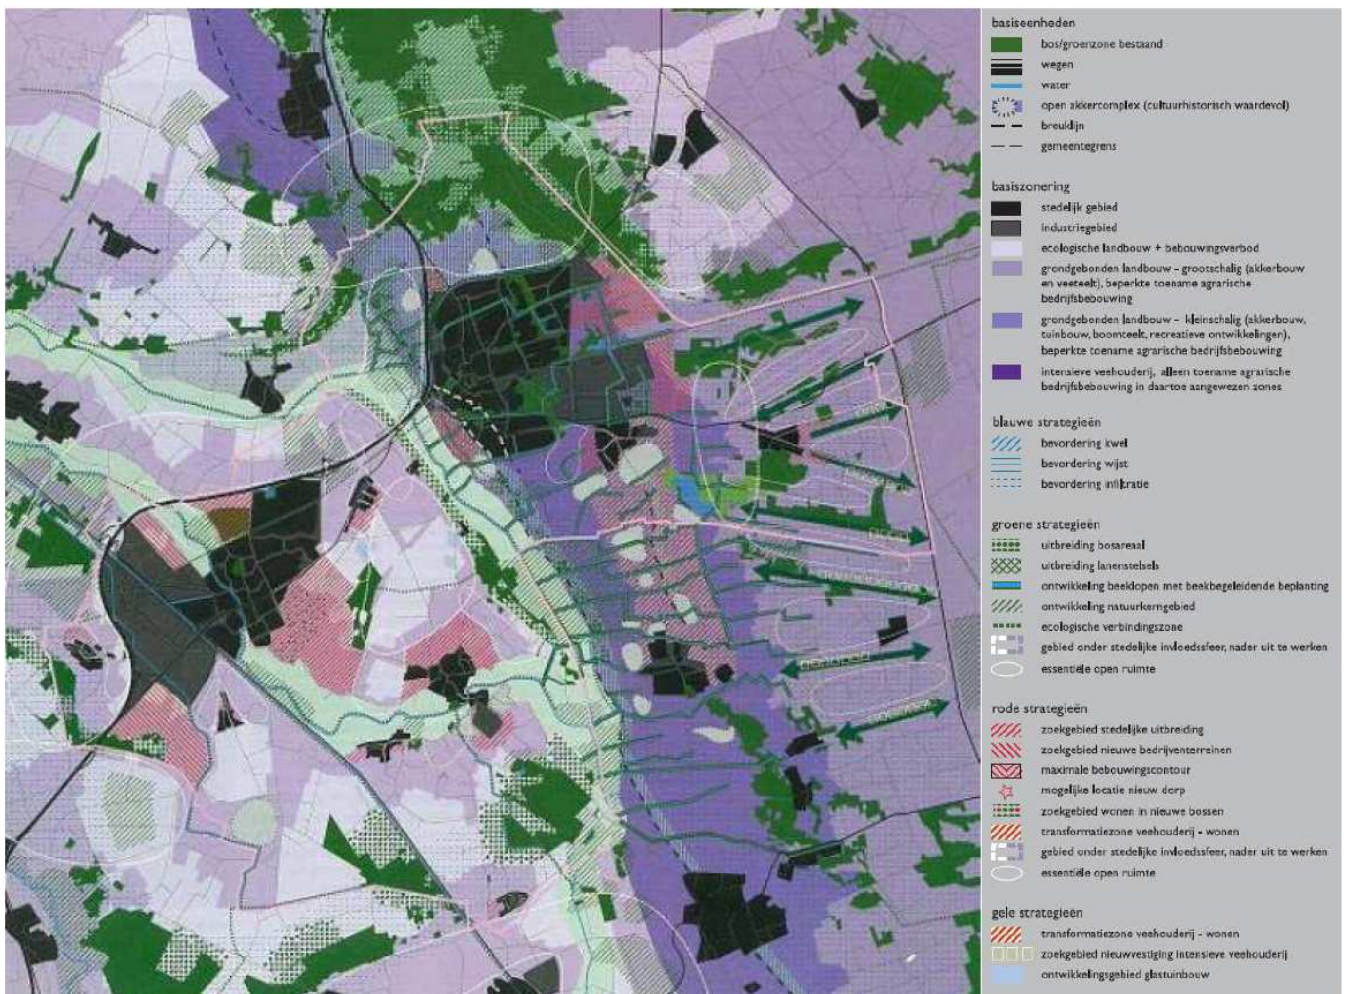 basiseenheden
bos/groenzone bestaand
wegen
water
open akkercomplex (cultuurhistorisch waardevol)
breuklijn
gemeentegrens
basiszonering
stedelijk gebied
industriegebied
ecologische landbouw + bebouwingsverbod
grondgebonden landbouw - grootschalig (akkerbouw
en veeteelt), beperkte toename agrarische
bedrijfsbebouwing
grondgebonden landbouw - kleinschalig (akkerbouw,
tuinbouw, boomteelt, recreatieve ontwikkelingen),
beperkte toename agrarische bedrijfsbebouwing
intensieve veehouderij, alleen toename agrarische
bedrijfsbebouwing in daartoe aangewezen zones
blauwe strategieën
bevordering kwel
bevordering wijst
bevordering infiltratie
groene strategieën
uitbreiding bosareaal
uitbreiding lanenstelsels
ontwikkeling beeklopen met beekbegeleidende beplanting
ontwikkeling natuurkerngebied
ecologische verbindingszone
gebied onder stedelijke invloedssfeer, nader uit te werken
essentiële open ruimte
rode strategieën
zoekgebied stedelijke uitbreiding
zoekgebied nieuwe bedrijventerreinen
maximale bebouwingscontour
mogelijke locatie nieuw dorp
zoekgebied wonen in nieuwe bossen
transformatiezone veehouderij - wonen
gebied onder stedelijke invloedssfeer, nader uit te werken
essentiële open ruimte
gele strategieën
transformatiezone veehouderij - wonen
zoekgebied nieuwvestiging intensieve veehouderij
ontwikkelingsgebied glastuinbouw